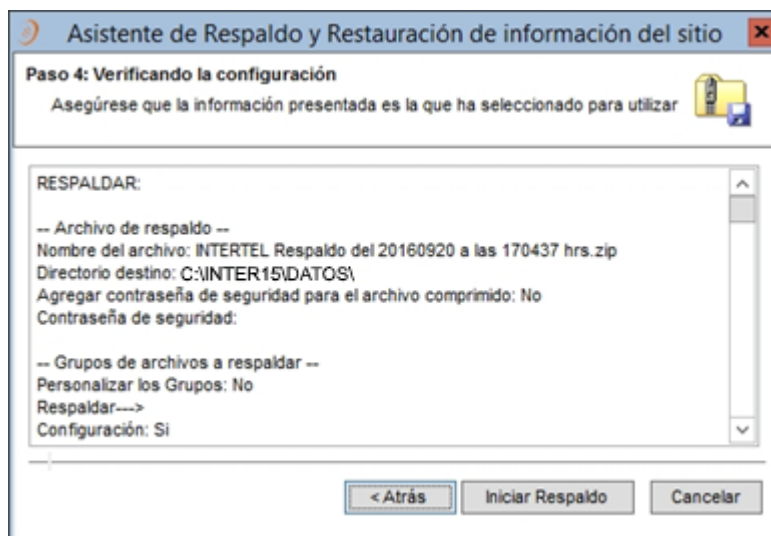 Asistente de Respaldo y Restauración de información del sitio
Paso 4: Verificando la configuración
Asegúrese que la información presentada es la que ha seleccionado para utilizar
RESPALDAR:
-- Archivo de respaldo --
Nombre del archivo: INTERTEL Respaldo del 20160920 a las 170437 hrs.zip
Directorio destino: C:\INTER15\DATOS\
Agregar contraseña de seguridad para el archivo comprimido: No
Contraseña de seguridad:
-- Grupos de archivos a respaldar --
Personalizar los Grupos: No
Respaldar--->
Configuración: Si
< Atrás Iniciar Respaldo Cancelar